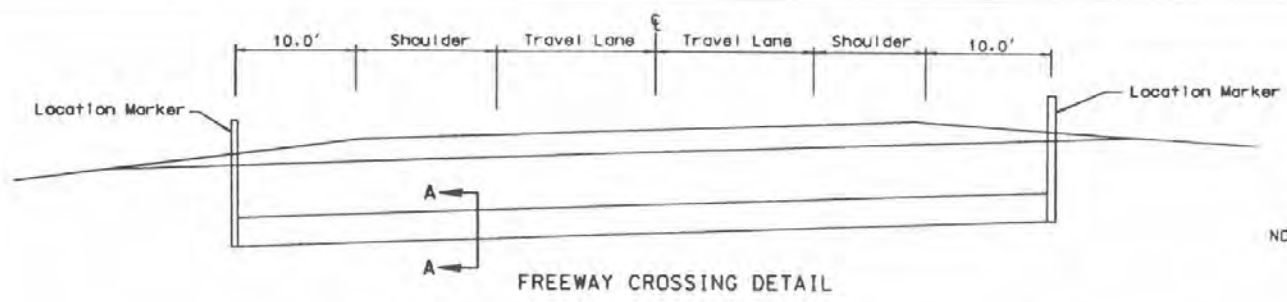 ℄
10.0' Shoulder Travel Lane Travel Lane Shoulder 10.0'
Location Marker
Location Marker
A
A
FREEWAY CROSSING DETAIL